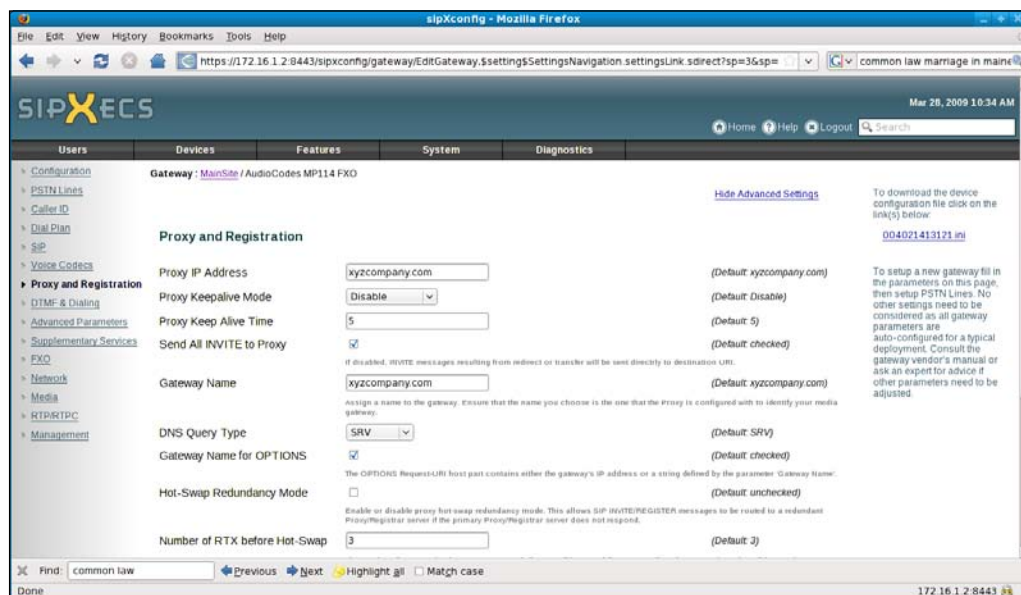 sipXconfig - Mozilla Firefox
File Edit View History Bookmarks Tools Help
https://172.16.1.2:8443/sipxconfig/gateway/EditGateway,$setting$SettingsNavigation.settingsLink.sdirect?sp=3&sp=
common law marriage in maine
SIPXECS
Mar 28, 2009 10:34 AM
Home Help Logout Search
Users Devices Features System Diagnostics
Configuration
PSTN Lines
Caller ID
Dial Plan
SIP
Voice Codecs
Proxy and Registration
DTMF & Dialing
Advanced Parameters
Supplementary Services
FXO
Network
Media
RTP/RTPC
Management
Gateway : MainSite / AudioCodes MP114 FXO
Hide Advanced Settings
Proxy and Registration
Proxy IP Address xyzcompany.com (Default: xyzcompany.com)
Proxy Keepalive Mode Disable (Default: Disable)
Proxy Keep Alive Time 5 (Default: 5)
Send All INVITE to Proxy (Default: checked)
If disabled, INVITE messages resulting from redirect or transfer will be sent directly to destination URI.
Gateway Name xyzcompany.com (Default: xyzcompany.com)
Assign a name to the gateway. Ensure that the name you choose is the one that the Proxy is configured with to identify your media
gateway.
DNS Query Type SRV (Default: SRV)
Gateway Name for OPTIONS (Default: checked)
The OPTIONS Request-URI host part contains either the gateway's IP address or a string defined by the parameter 'Gateway Name'.
Hot-Swap Redundancy Mode (Default: unchecked)
Enable or disable proxy hot-swap redundancy mode. This allows SIP INVITE/REGISTER messages to be routed to a redundant
Proxy/Registrar server if the primary Proxy/Registrar server does not respond.
Number of RTX before Hot-Swap 3 (Default: 3)
To download the device
configuration file click on the
link(s) below:
004021413121.ini
To setup a new gateway fill in
the parameters on this page,
then setup PSTN Lines. No
other settings need to be
considered as all gateway
parameters are
auto-configured for a typical
deployment. Consult the
gateway vendor's manual or
ask an expert for advice if
other parameters need to be
adjusted.
Find: common law Previous Next Highlight all Match case
Done 172.16.1.2:8443